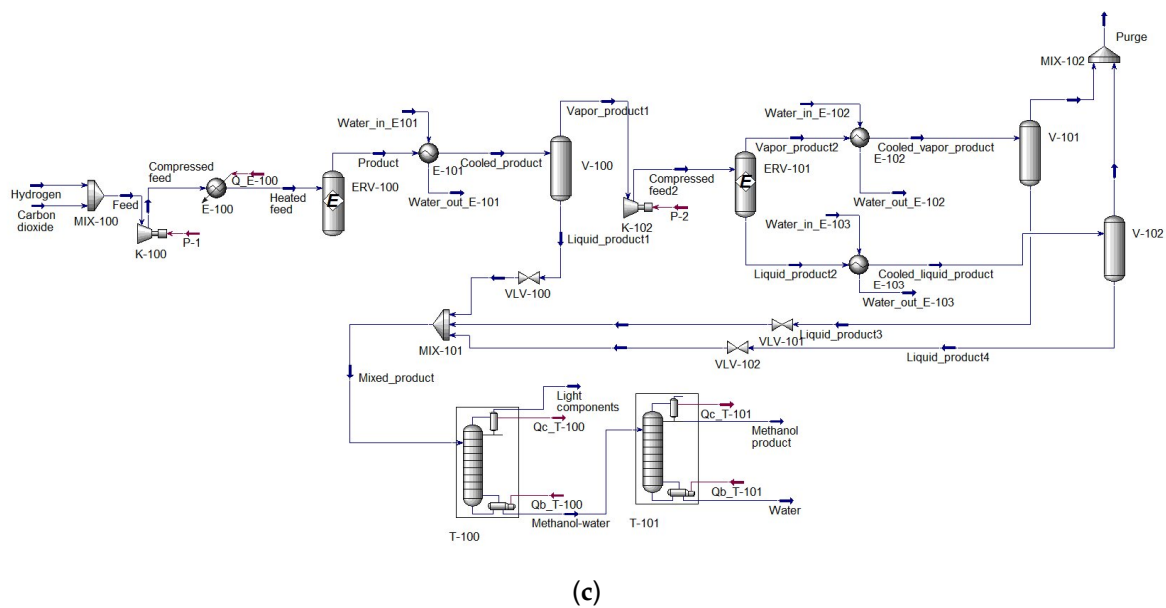 Purge
MIX-102
Hydrogen
Carbon
dioxide
MIX-100
Feed
Compressed
feed
K-100
P-1
Q_E-100
E-100
Heated
feed
Water_in_E101
Product
ERV-100
E
E-101
Water_out_E-101
Cooled_product
Vapor_product1
V-100
Liquid_product1
VLV-100
K-102
P-2
Compressed
feed2
Water_in_E-102
Vapor_product2
ERV-101
E
E-102
Cooled_vapor_product
Water_out_E-102
V-101
Water_in_E-103
Liquid_product2
E-103
Cooled_liquid_product
Water_out_E-103
V-102
MIX-101
VLV-101
Liquid_product3
VLV-102
Liquid_product4
Mixed_product
Light
components
Qc_T-100
Qb_T-100
Methanol-water
T-100
Qc_T-101
Methanol
product
Qb_T-101
Water
T-101
(c)